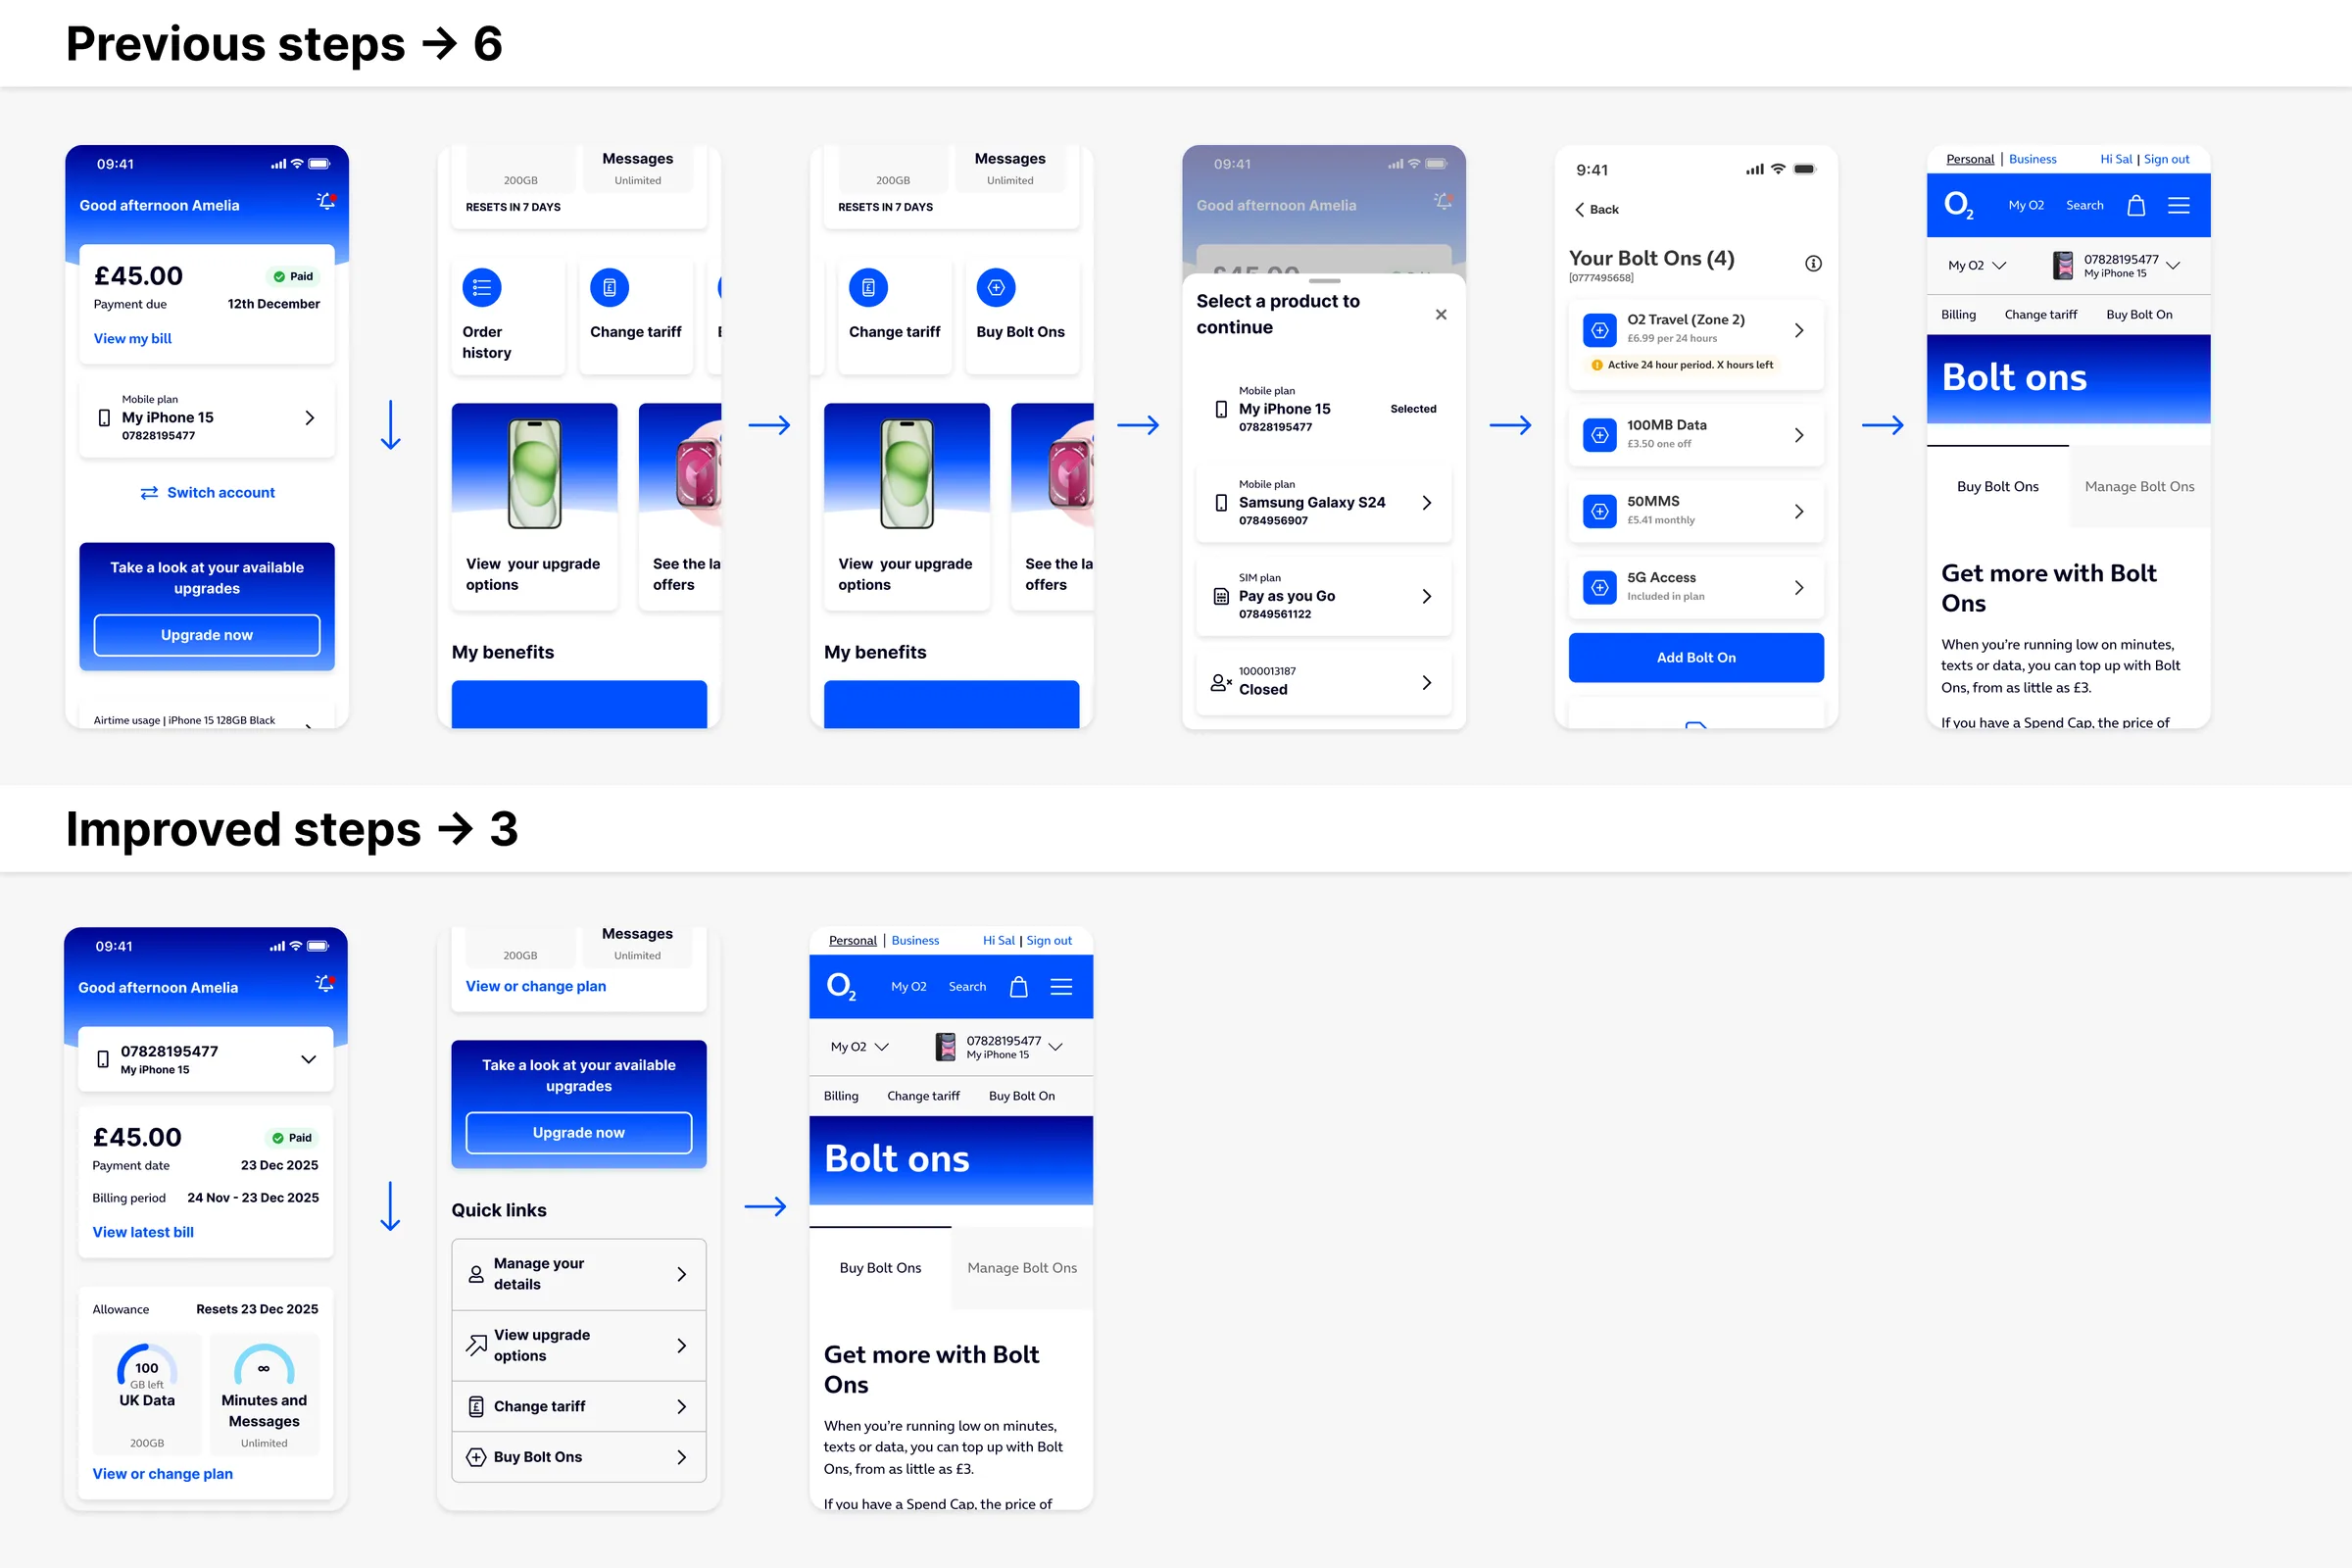 Previous steps → 6
09:41
Good afternoon Amelia
£45.00
Paid
Payment due
12th December
View my bill
Mobile plan
My iPhone 15
07828195477
Switch account
Take a look at your available
upgrades
Upgrade now
Airtime usage | iPhone 15 128GB Black
Messages
200GB
Unlimited
RESETS IN 7 DAYS
Order
history
Change tariff
View your upgrade
options
See the la
offers
My benefits
Messages
200GB
Unlimited
RESETS IN 7 DAYS
Change tariff
Buy Bolt Ons
View your upgrade
options
See the la
offers
My benefits
09:41
Good afternoon Amelia
£45.00
Select a product to
continue
Mobile plan
My iPhone 15
Selected
07828195477
Mobile plan
Samsung Galaxy S24
0784956907
SIM plan
Pay as you Go
07849561122
1000013187
Closed
9:41
Back
Your Bolt Ons (4)
[0777495658]
O2 Travel (Zone 2)
£6.99 per 24 hours
Active 24 hour period. X hours left
100MB Data
£3.50 one off
50MMS
£5.41 monthly
5G Access
Included in plan
Add Bolt On
Personal | Business
Hi Sal | Sign out
O2
My O2
Search
My O2
07828195477
My iPhone 15
Billing
Change tariff
Buy Bolt On
Bolt ons
Buy Bolt Ons
Manage Bolt Ons
Get more with Bolt
Ons
When you're running low on minutes,
texts or data, you can top up with Bolt
Ons, from as little as £3.
If you have a Spend Cap, the price of
Improved steps → 3
09:41
Good afternoon Amelia
07828195477
My iPhone 15
£45.00
Paid
Payment date
23 Dec 2025
Billing period
24 Nov - 23 Dec 2025
View latest bill
Allowance
Resets 23 Dec 2025
100
GB left
UK Data
200GB
∞
Minutes and
Messages
Unlimited
View or change plan
Messages
200GB
Unlimited
View or change plan
Take a look at your available
upgrades
Upgrade now
Quick links
Manage your
details
View upgrade
options
Change tariff
Buy Bolt Ons
Personal | Business
Hi Sal | Sign out
O2
My O2
Search
My O2
07828195477
My iPhone 15
Billing
Change tariff
Buy Bolt On
Bolt ons
Buy Bolt Ons
Manage Bolt Ons
Get more with Bolt
Ons
When you're running low on minutes,
texts or data, you can top up with Bolt
Ons, from as little as £3.
If you have a Spend Cap, the price of